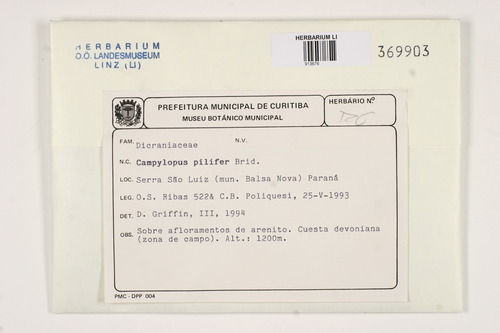 HERBARIUM
O.Ö. LANDESMUSEUM
LINZ (LI)
HERBARIUM LI
369903
PREFEITURA MUNICIPAL DE CURITIBA
MUSEU BOTÂNICO MUNICIPAL
HERBÁRIO Nº
FAM. Dicraniaceae N.V.
N.C. Campylopus pilifer Brid.
LOC. Serra São Luiz (mun. Balsa Nova) Paraná
LEG. O.S. Ribas 522& C.B. Poliquesi, 25-V-1993
DET. D. Griffin, III, 1994
OBS. Sobre afloramentos de arenito. Cuesta devoniana
(zona de campo). Alt.: 1200m.
PMC - DPP 004